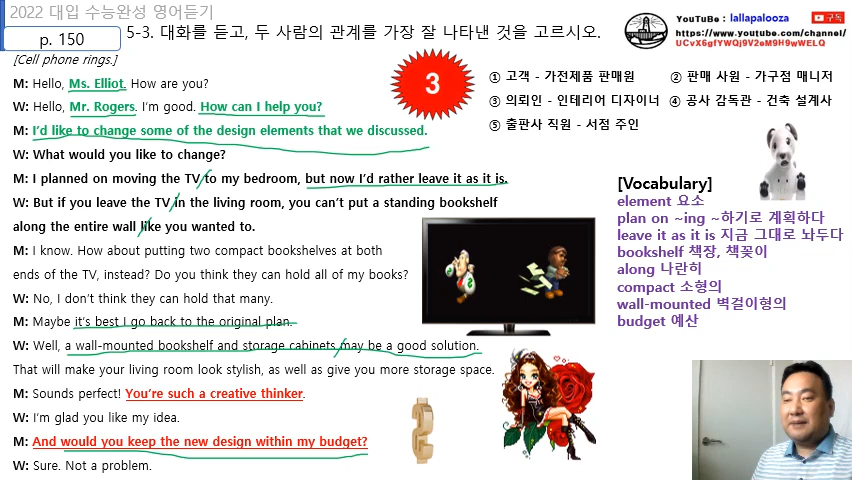 2022 대입 수능완성 영어듣기
p. 150
5-3. 대화를 듣고, 두 사람의 관계를 가장 잘 나타낸 것을 고르시오.
YouTuBe : lallapalooza
구독
https://www.youtube.com/channel/
UCvX6gfYWQj9V2eM9H9wWELQ
[Cell phone rings.]
M: Hello, Ms. Elliot. How are you?
W: Hello, Mr. Rogers. I'm good. How can I help you?
M: I'd like to change some of the design elements that we discussed.
W: What would you like to change?
M: I planned on moving the TV to my bedroom, but now I'd rather leave it as it is.
W: But if you leave the TV in the living room, you can't put a standing bookshelf
along the entire wall like you wanted to.
M: I know. How about putting two compact bookshelves at both
ends of the TV, instead? Do you think they can hold all of my books?
W: No, I don't think they can hold that many.
M: Maybe it's best I go back to the original plan.
W: Well, a wall-mounted bookshelf and storage cabinets may be a good solution.
That will make your living room look stylish, as well as give you more storage space.
M: Sounds perfect! You're such a creative thinker.
W: I'm glad you like my idea.
M: And would you keep the new design within my budget?
W: Sure. Not a problem.
3
① 고객 - 가전제품 판매원 ② 판매 사원 - 가구점 매니저
③ 의뢰인 - 인테리어 디자이너 ④ 공사 감독관 - 건축 설계사
⑤ 출판사 직원 - 서점 주인
[Vocabulary]
element 요소
plan on ~ing ~하기로 계획하다
leave it as it is 지금 그대로 놔두다
bookshelf 책장, 책꽂이
along 나란히
compact 소형의
wall-mounted 벽걸이형의
budget 예산